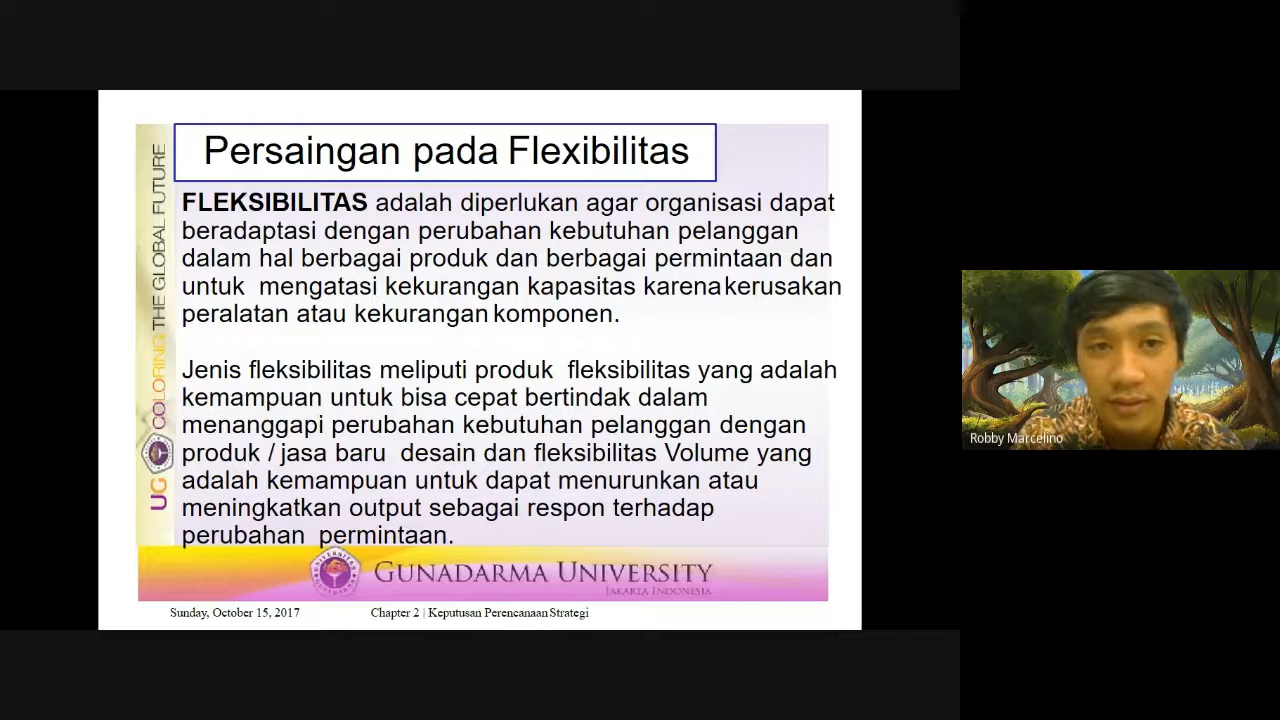 Persaingan pada Flexibilitas
FLEKSIBILITAS adalah diperlukan agar organisasi dapat
beradaptasi dengan perubahan kebutuhan pelanggan
dalam hal berbagai produk dan berbagai permintaan dan
untuk mengatasi kekurangan kapasitas karena kerusakan
peralatan atau kekurangan komponen.
Jenis fleksibilitas meliputi produk fleksibilitas yang adalah
kemampuan untuk bisa cepat bertindak dalam
menanggapi perubahan kebutuhan pelanggan dengan
produk / jasa baru desain dan fleksibilitas Volume yang
adalah kemampuan untuk dapat menurunkan atau
meningkatkan output sebagai respon terhadap
perubahan permintaan.
UG COLORING THE GLOBAL FUTURE
GUNADARMA UNIVERSITY
JAKARTA INDONESIA
Sunday, October 15, 2017
Chapter 2 | Keputusan Perencanaan Strategi
Robby Marcelino